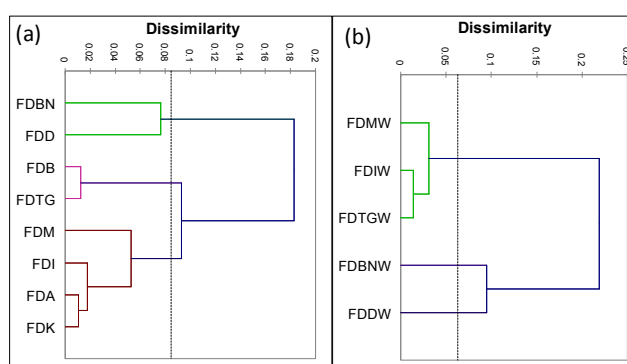 (a)
Dissimilarity
0
0.02
0.04
0.06
0.08
0.1
0.12
0.14
0.16
0.18
0.2
FDBN
FDD
FDB
FDTG
FDM
FDI
FDA
FDK
(b)
Dissimilarity
0
0.05
0.1
0.15
0.2
0.25
FDMW
FDIW
FDTGW
FDBNW
FDDW